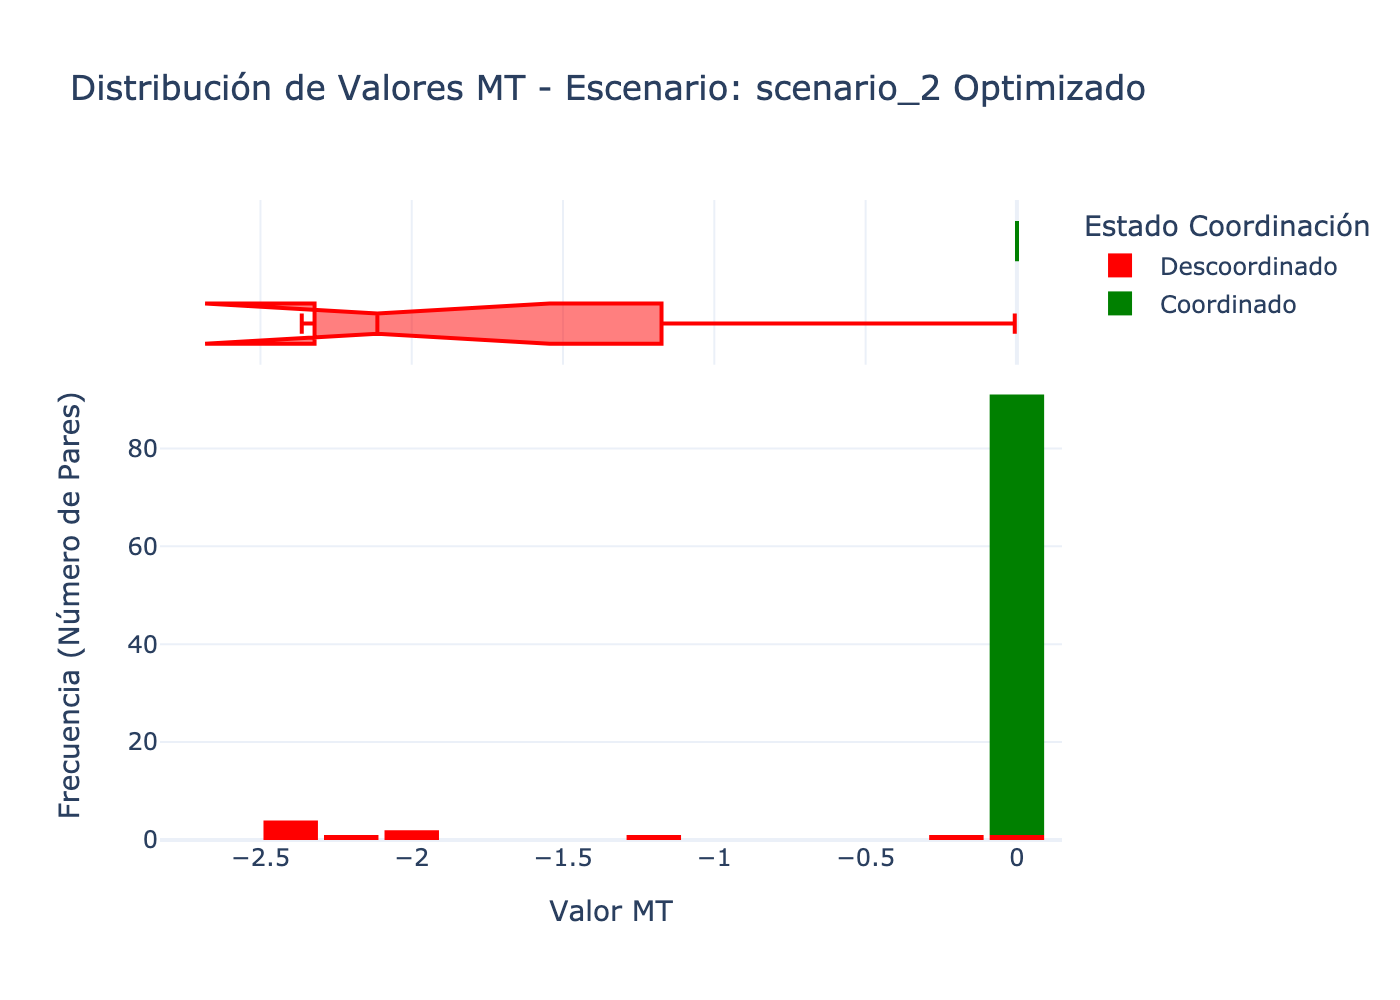 Distribución de Valores MT - Escenario: scenario_2 Optimizado
Estado Coordinación
Descoordinado
Coordinado
Frecuencia (Número de Pares)
80
60
40
20
0
−2.5
−2
−1.5
−1
−0.5
0
Valor MT